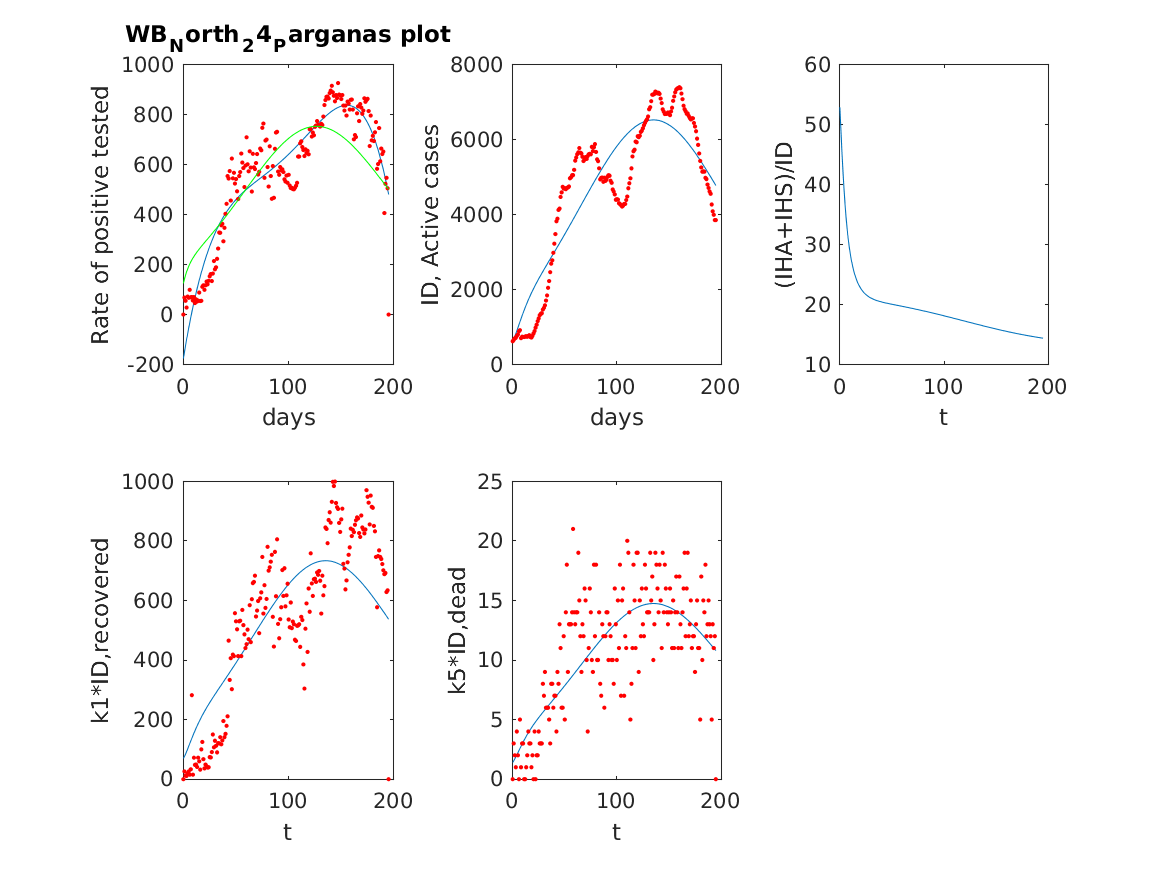 WB_North_24_Parganas plot
1000
800
600
400
200
0
-200
Rate of positive tested
0 100 200
days
8000
6000
4000
2000
0
ID, Active cases
0 100 200
days
60
50
40
30
20
10
(IHA+IHS)/ID
0 100 200
t
1000
800
600
400
200
0
k1*ID,recovered
0 100 200
t
25
20
15
10
5
0
k5*ID,dead
0 100 200
t